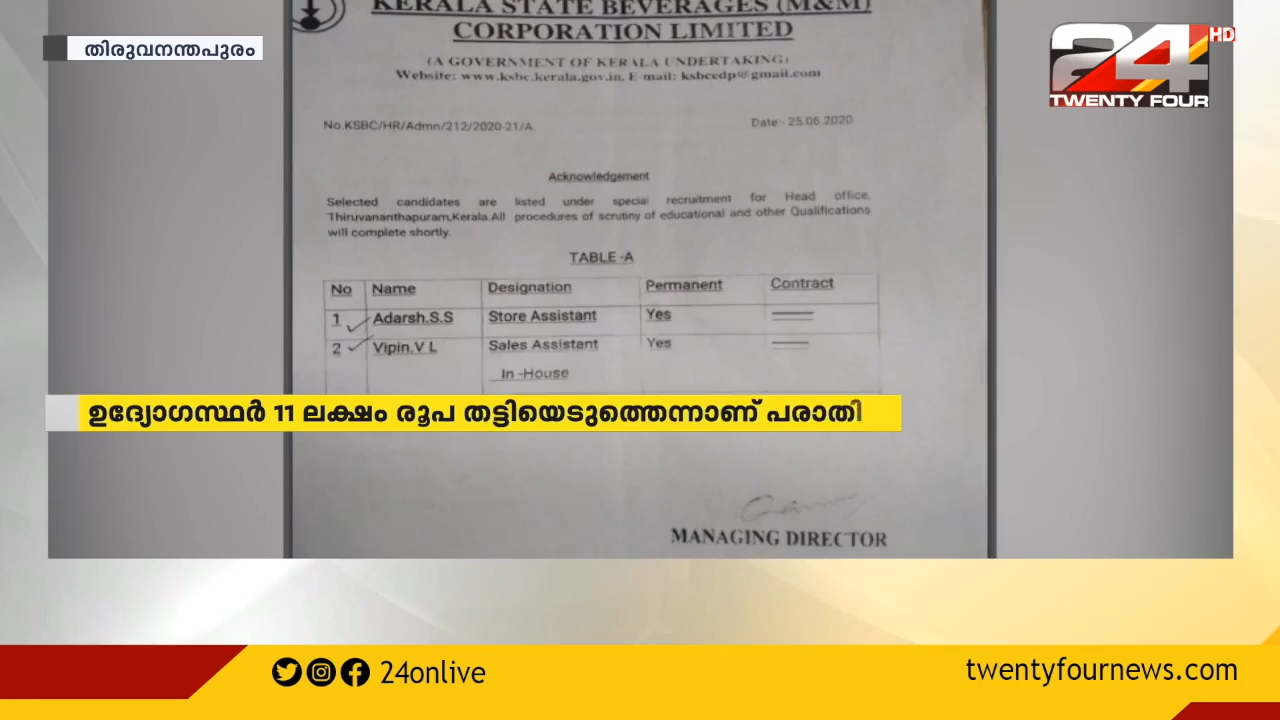 KERALA STATE BEVERAGES (M&M)
CORPORATION LIMITED
(A GOVERNMENT OF KERALA UNDERTAKING)
Website: www.ksbc.kerala.gov.in, E-mail: ksbcedp@gmail.com
തിരുവനന്തപുരം
24 HD
TWENTY FOUR
No.KSBC/HR/Admn/212/2020-21/A
Date:- 25.06.2020
Acknowledgement
Selected candidates are listed under special recruitment for Head office,
Thiruvananthapuram,Kerala.All procedures of scrutiny of educational and other Qualifications
will complete shortly.
TABLE -A
No Name Designation Permanent Contract
1 Adarsh.S.S Store Assistant Yes
2 Vipin.V L Sales Assistant Yes
In -House
ഉദ്യോഗസ്ഥർ 11 ലക്ഷം രൂപ തട്ടിയെടുത്തെന്നാണ് പരാതി
MANAGING DIRECTOR
24onlive
twentyfournews.com